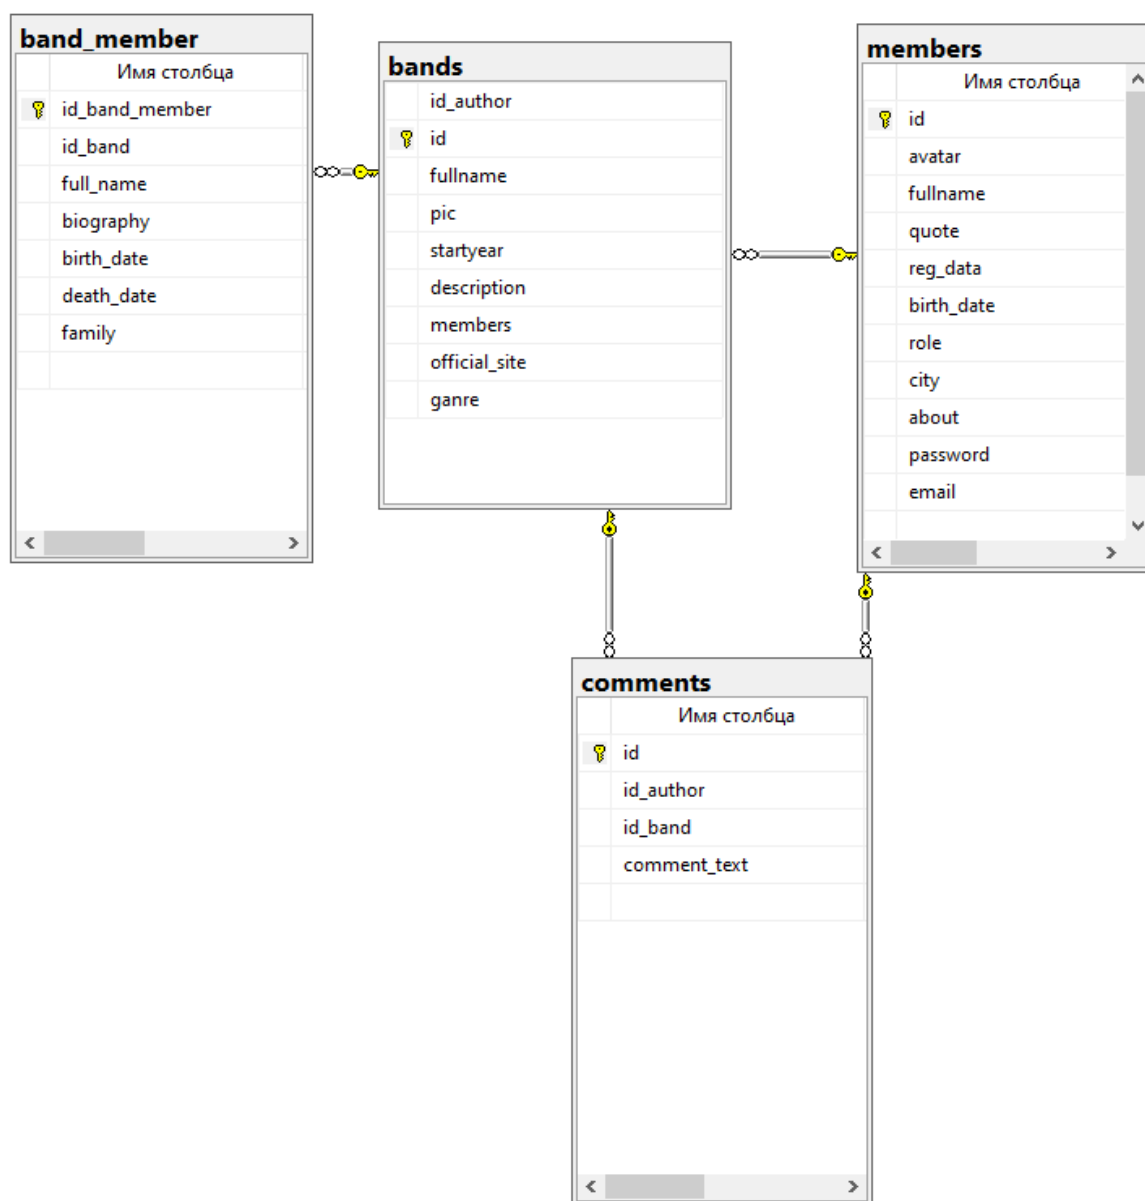 band_member
Имя столбца
id_band_member
id_band
full_name
biography
birth_date
death_date
family
bands
id_author
id
fullname
pic
startyear
description
members
official_site
ganre
members
Имя столбца
id
avatar
fullname
quote
reg_data
birth_date
role
city
about
password
email
comments
Имя столбца
id
id_author
id_band
comment_text